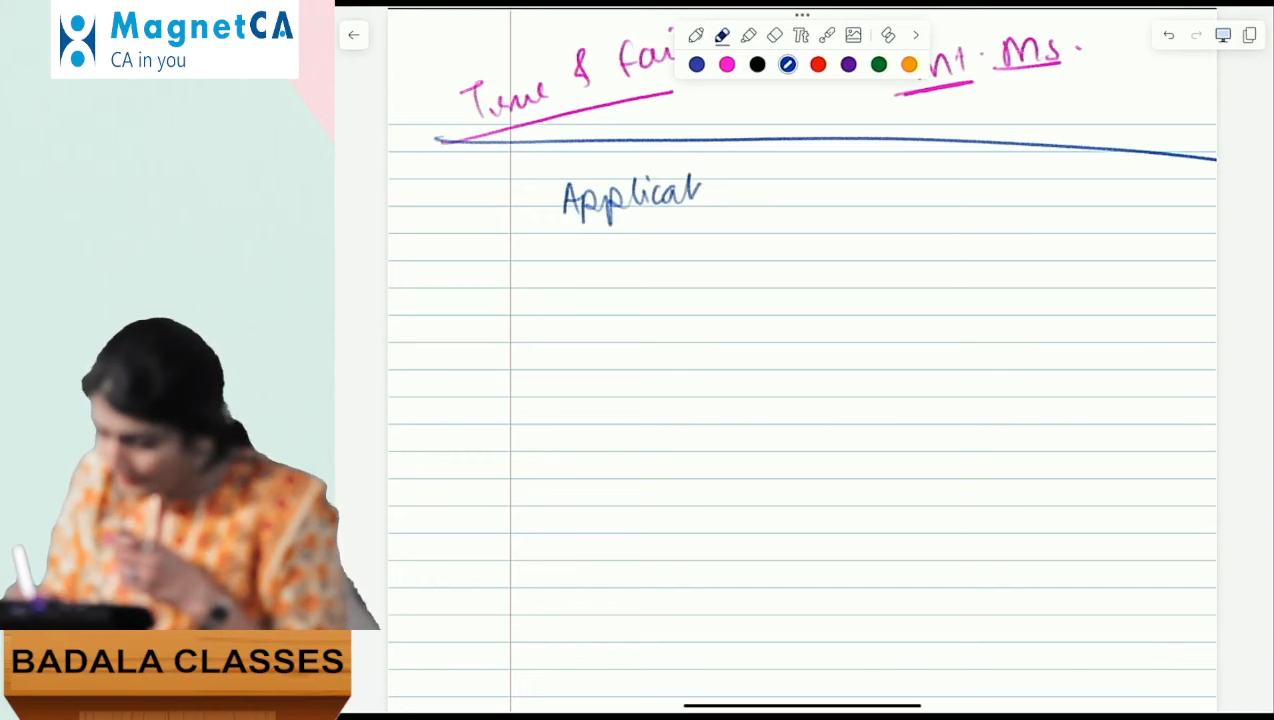 MagnetCA
CA in you
True & Fai
nt. Ms.
Applicat
BADALA CLASSES